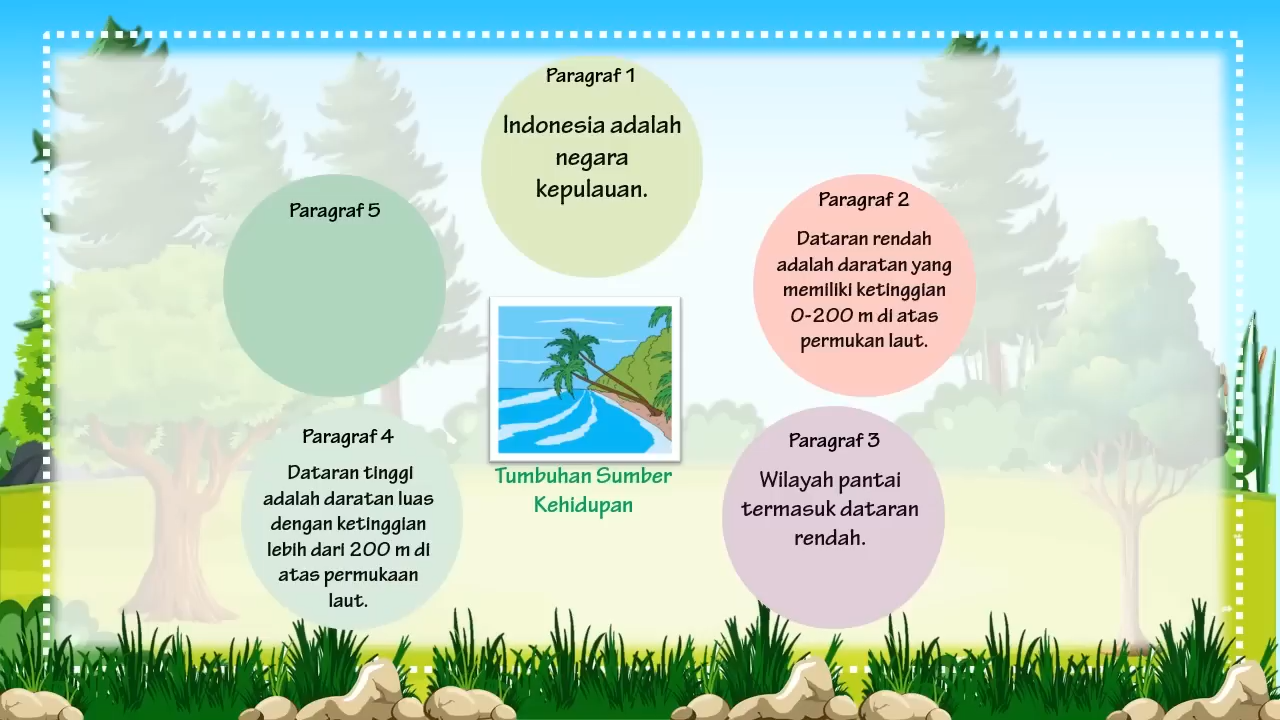 Paragraf 1
Indonesia adalah
negara
kepulauan.
Paragraf 2
Dataran rendah
adalah daratan yang
memiliki ketinggian
0-200 m di atas
permukan laut.
Paragraf 3
Wilayah pantai
termasuk dataran
rendah.
Paragraf 4
Dataran tinggi
adalah daratan luas
dengan ketinggian
lebih dari 200 m di
atas permukaan
laut.
Paragraf 5
Tumbuhan Sumber
Kehidupan